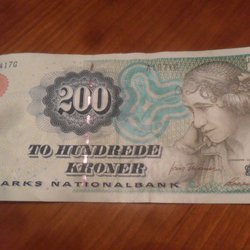 200
TO HUNDREDE
KRONER
ARKS NATIONALBANK